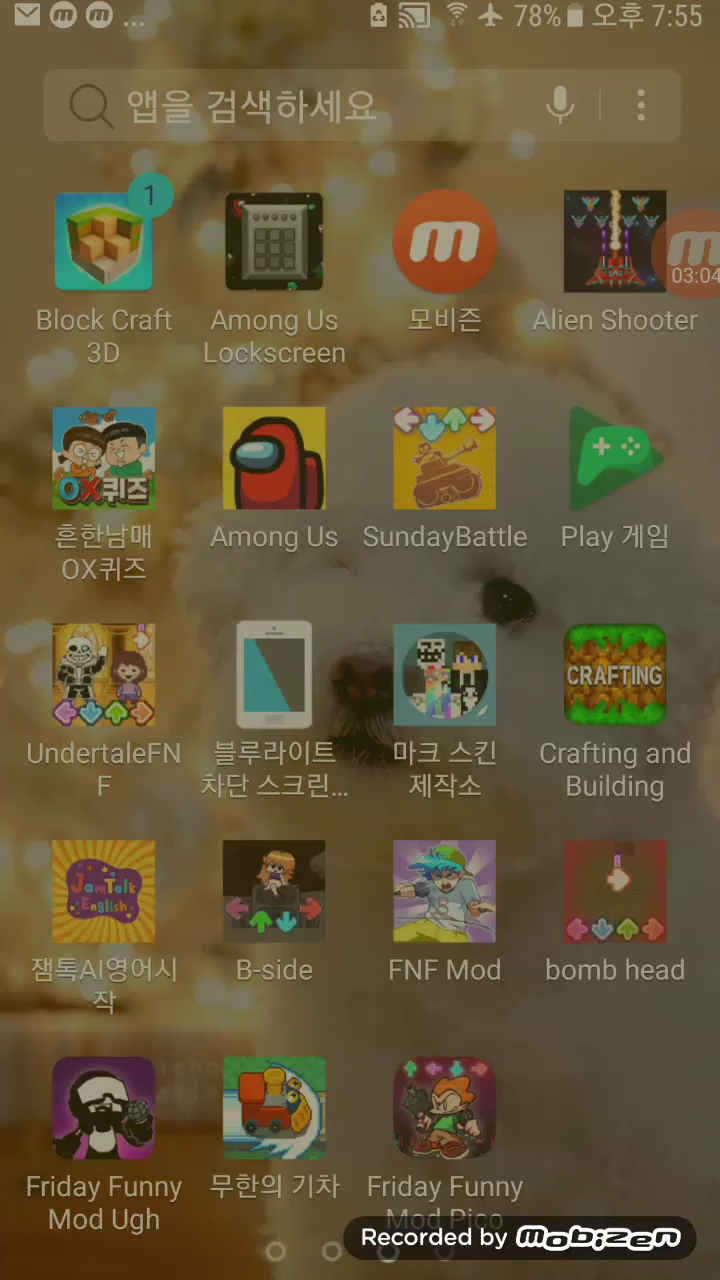 ... 78% 오후 7:55
앱을 검색하세요
1
03:04
Block Craft 3D
Among Us Lockscreen
모비즌
Alien Shooter
OX퀴즈
흔한남매 OX퀴즈
Among Us
SundayBattle
Play 게임
CRAFTING
UndertaleFNF
블루라이트 차단 스크린...
마크 스킨 제작소
Crafting and Building
JamTalk English
잼톡AI영어시작
B-side
FNF Mod
bomb head
Friday Funny Mod Ugh
무한의 기차
Friday Funny Mod Pico
Recorded by mobizen